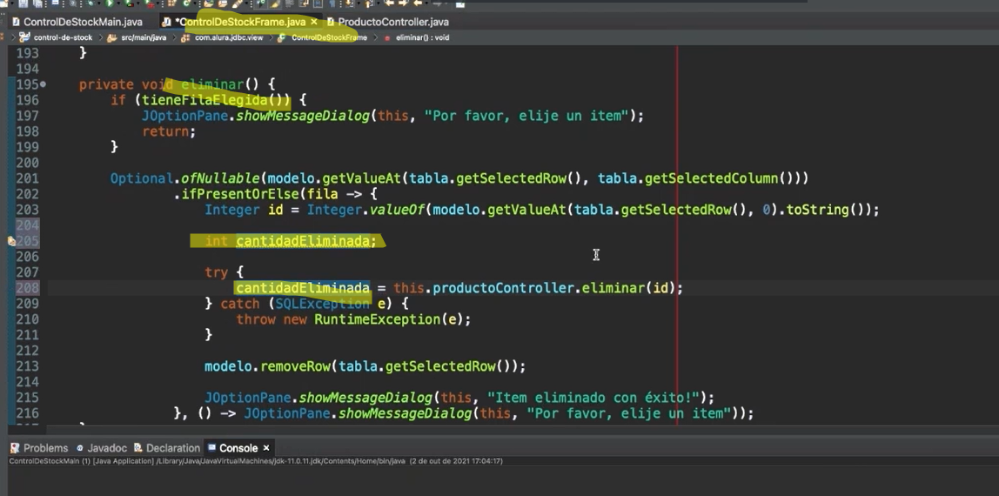 ControlDeStockMain.java *ControlDeStockFrame.java × ProductoController.java
control-de-stock src/main/java com.alura.jdbc.view ControlDeStockFrame eliminar() : void
193 }
194
195 private void eliminar() {
196 if (tieneFilaElegida()) {
197 JOptionPane.showMessageDialog(this, "Por favor, elije un item");
198 return;
199 }
200
201 Optional.ofNullable(modelo.getValueAt(tabla.getSelectedRow(), tabla.getSelectedColumn()))
202 .ifPresentOrElse(fila -> {
203 Integer id = Integer.valueOf(modelo.getValueAt(tabla.getSelectedRow(), 0).toString());
204
205 int cantidadEliminada;
206
207 try {
208 cantidadEliminada = this.productoController.eliminar(id);
209 } catch (SQLException e) {
210 throw new RuntimeException(e);
211 }
212
213 modelo.removeRow(tabla.getSelectedRow());
214
215 JOptionPane.showMessageDialog(this, "Item eliminado con éxito!");
216 }, () -> JOptionPane.showMessageDialog(this, "Por favor, elije un item"));
Problems Javadoc Declaration Console ×
ControlDeStockMain (1) [Java Application] /Library/Java/JavaVirtualMachines/jdk-11.0.11.jdk/Contents/Home/bin/java (2 de out de 2021 17:04:17)